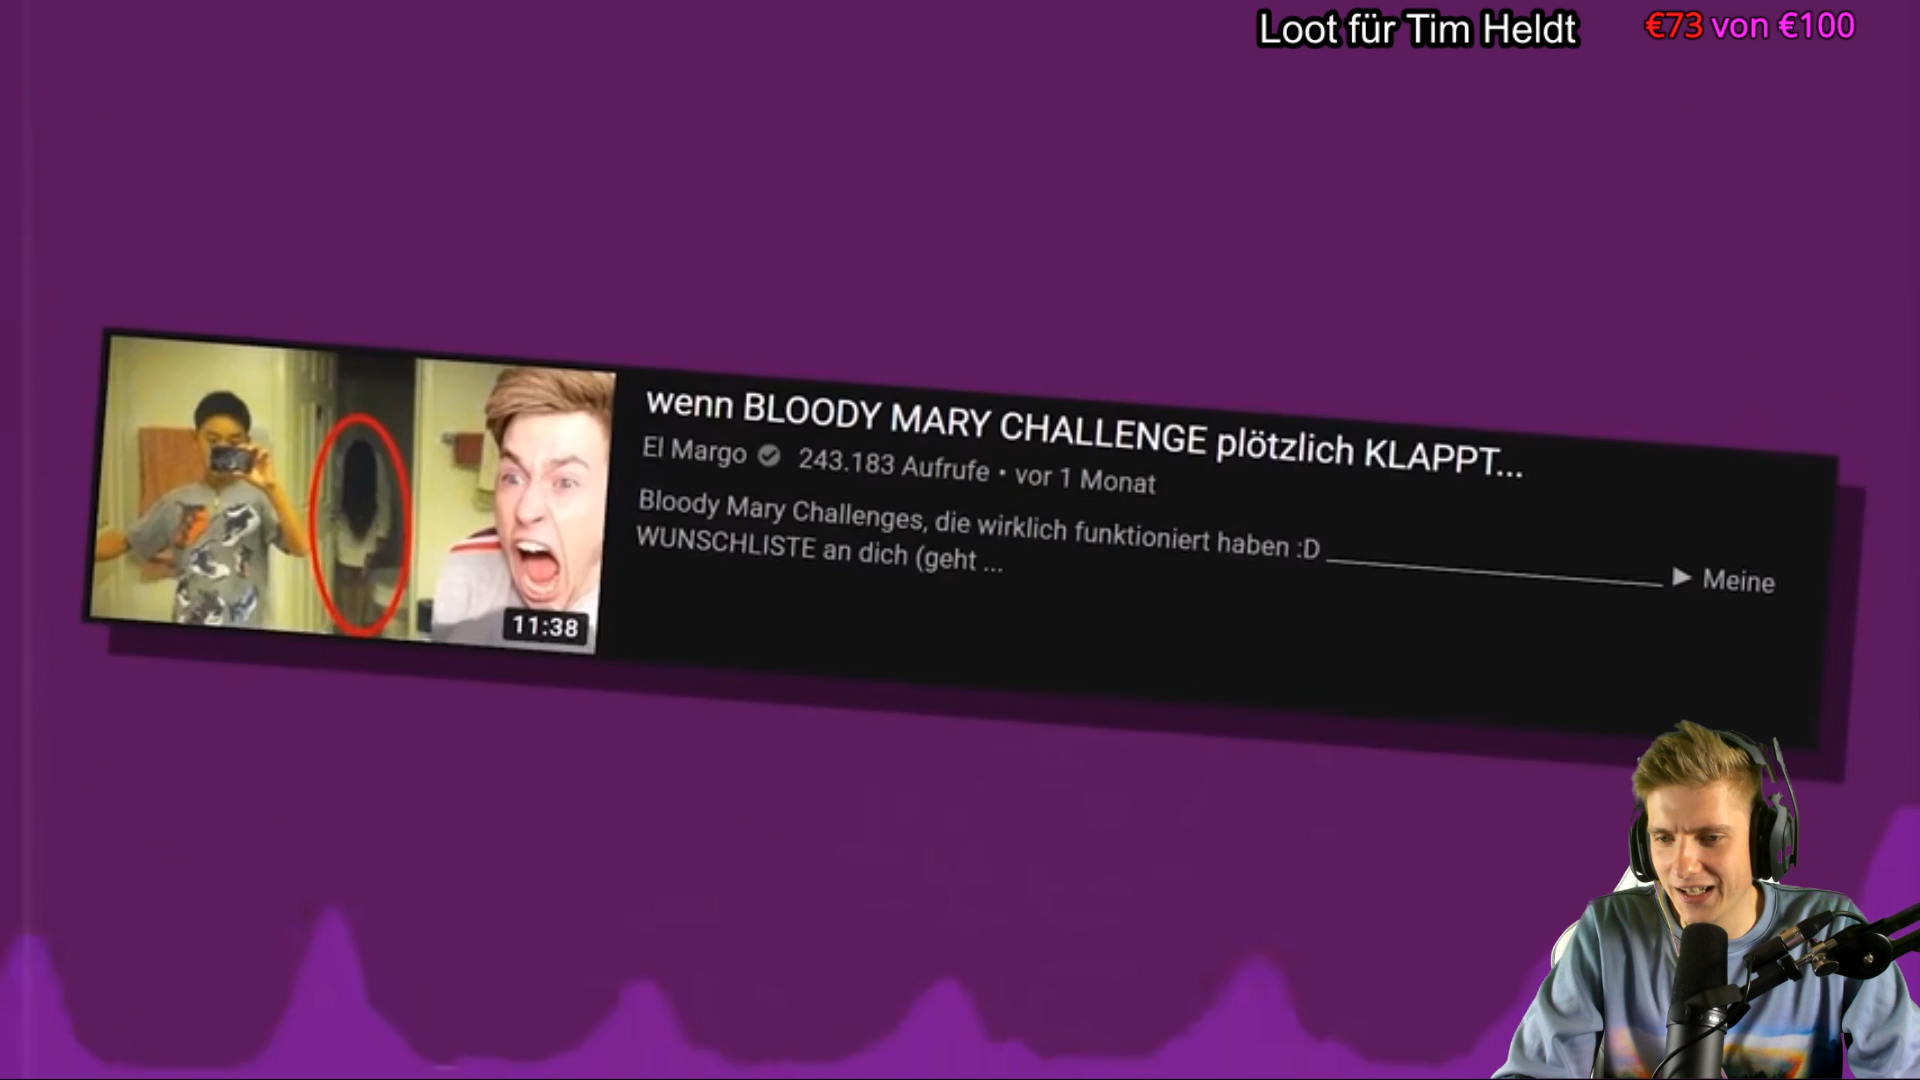 Loot für Tim Heldt
€73 von €100
wenn BLOODY MARY CHALLENGE plötzlich KLAPPT...
El Margo 243.183 Aufrufe • vor 1 Monat
Bloody Mary Challenges, die wirklich funktioniert haben :D ____________________ ▶ Meine
WUNSCHLISTE an dich (geht ...
11:38